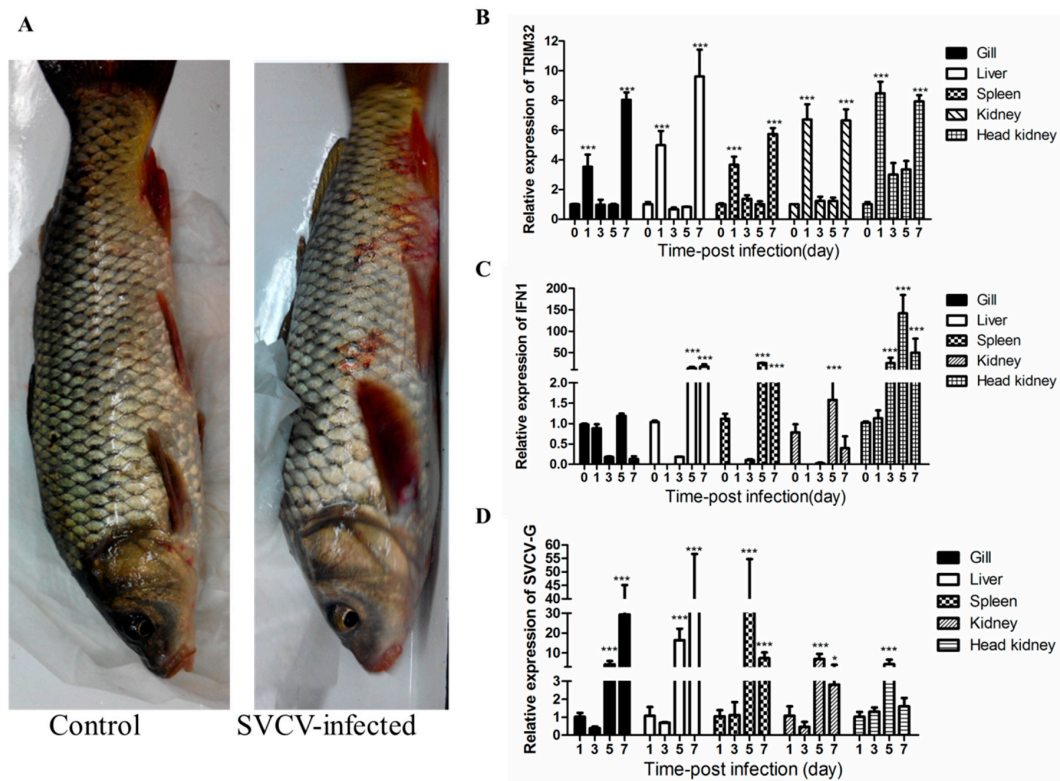 A
Control
SVCV-infected
B
Relative expression of TRIM32
12
10
8
6
4
2
0
*** *** *** *** *** *** *** *** *** ***
0 1 3 5 7 0 1 3 5 7 0 1 3 5 7 0 1 3 5 7 0 1 3 5 7
Time-post infection(day)
Gill
Liver
Spleen
Kidney
Head kidney
C
Relative expression of IFN1
200
150
100
50
2.0
1.5
1.0
0.5
0.0
*** *** *** *** *** *** *** ***
0 1 3 5 7 0 1 3 5 7 0 1 3 5 7 0 1 3 5 7 0 1 3 5 7
Time-post infection(day)
Gill
Liver
Spleen
Kidney
Head kidney
D
Relative expression of SVCV-G
60
55
50
45
40
30
20
10
3
2
1
0
*** *** *** *** *** *** *** * ***
1 3 5 7 1 3 5 7 1 3 5 7 1 3 5 7 1 3 5 7
Time-post infection (day)
Gill
Liver
Spleen
Kidney
Head kidney